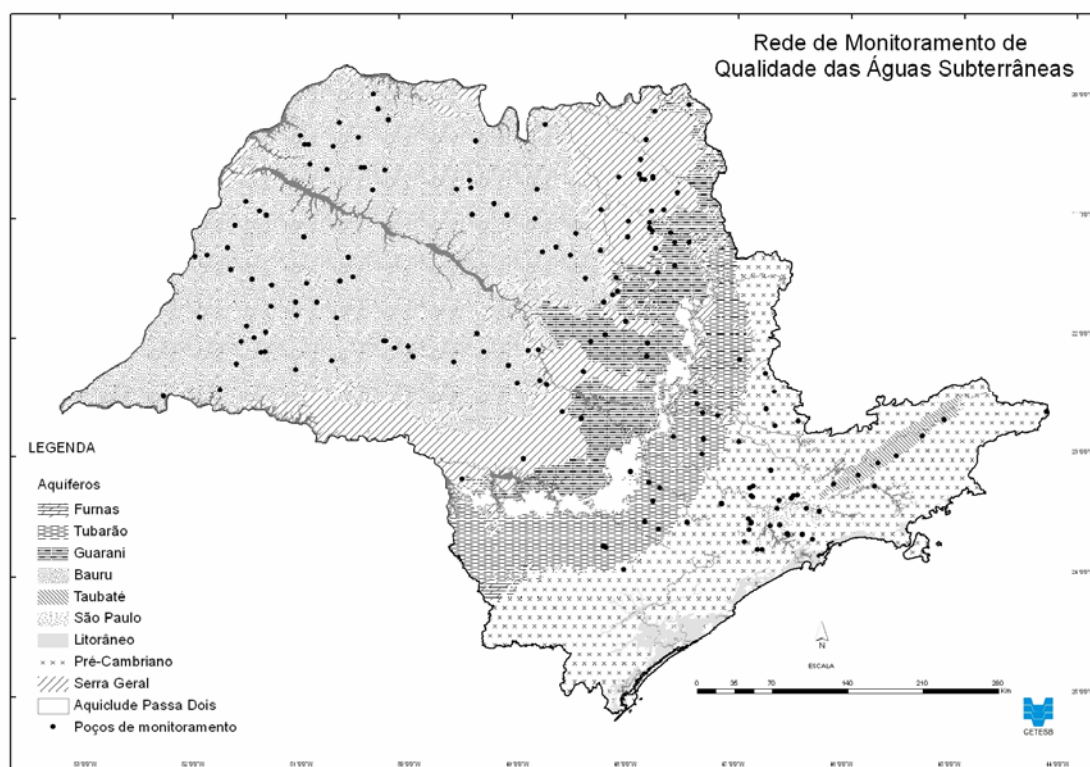 Rede de Monitoramento de
Qualidade das Águas Subterrâneas
LEGENDA
Aquíferos
Furnas
Tubarão
Guarani
Bauru
Taubaté
São Paulo
Litorâneo
Pré-Cambriano
Serra Geral
Aquiclude Passa Dois
Poços de monitoramento
N
ESCALA
0 35 70 140 210 280
Km
CETESB